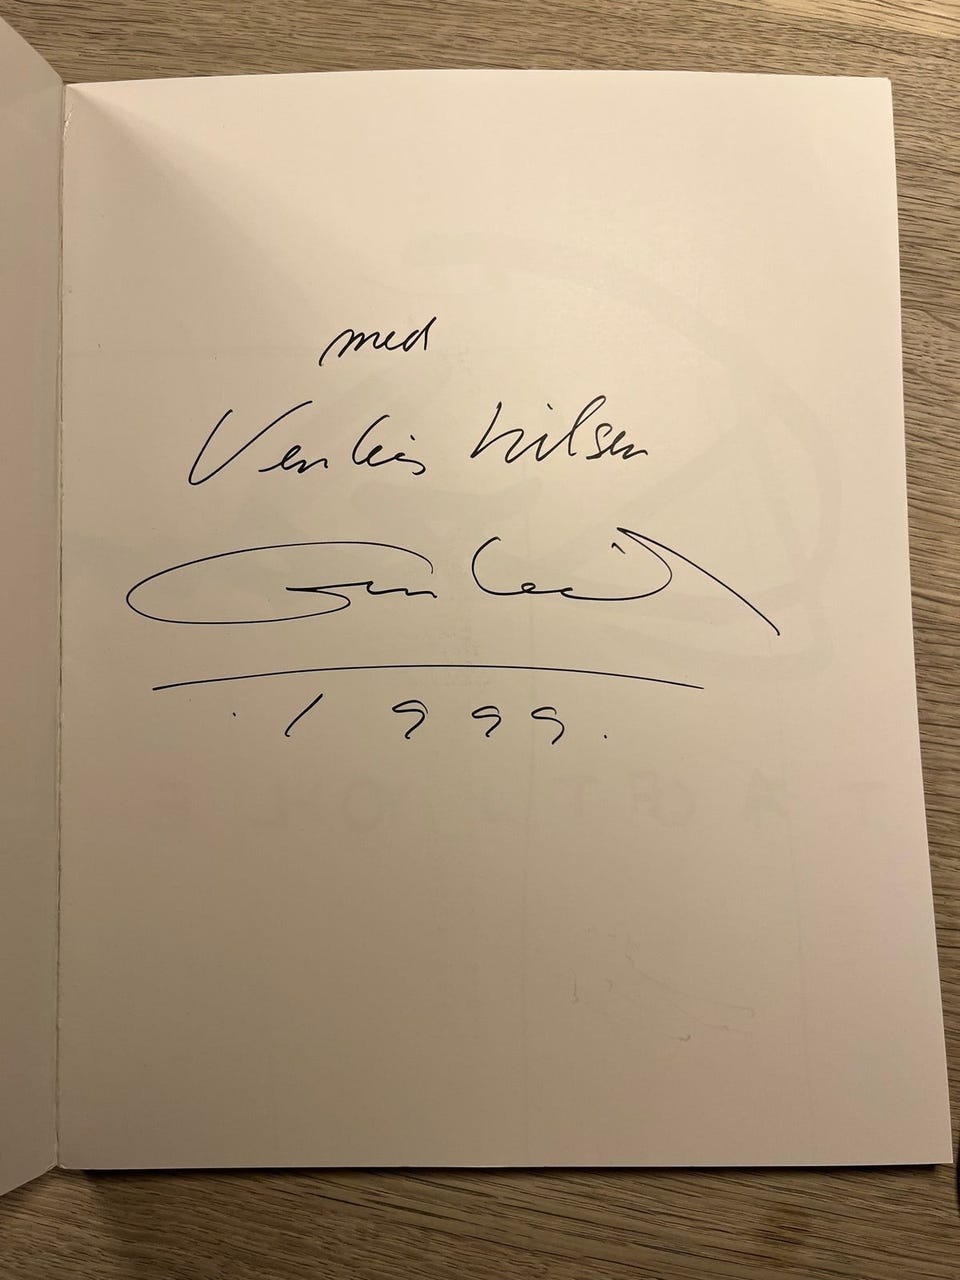 med
Venlig hilsen
. 1999.